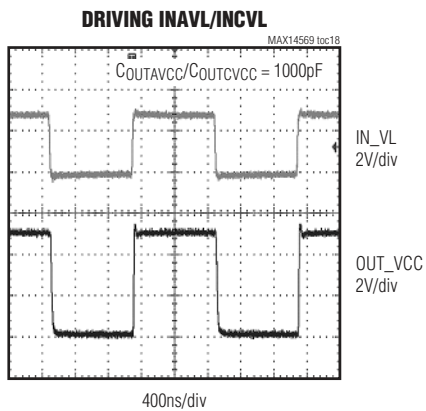 DRIVING INAVL/INCVL
MAX14569 toc18
COUTAVCC/COUTCVCC = 1000pF
IN_VL
2V/div
OUT_VCC
2V/div
400ns/div